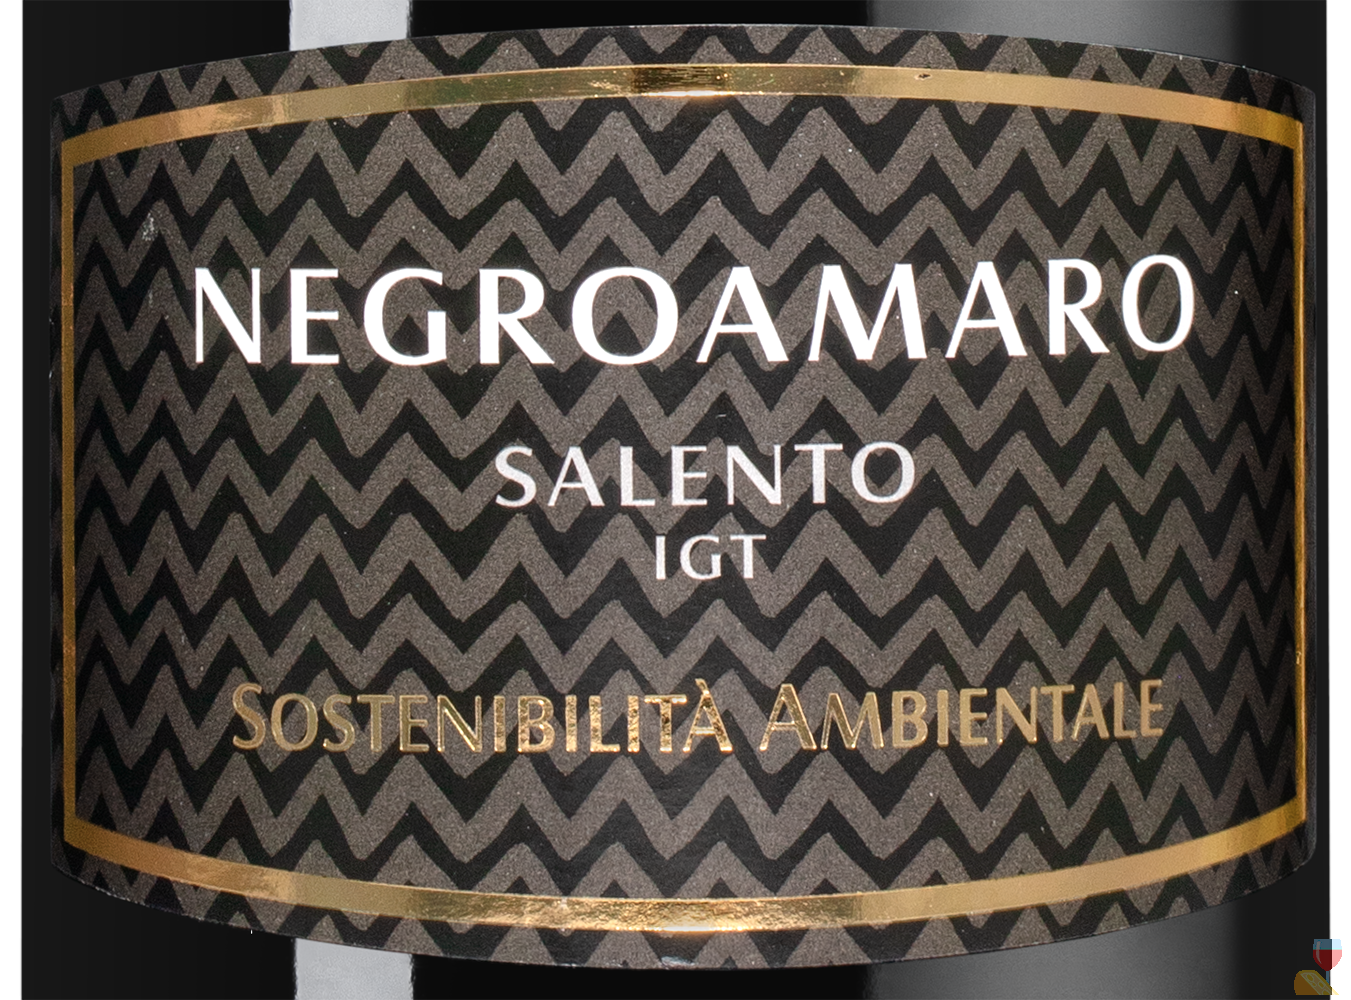 NEGROAMARO
SALENTO
IGT
SOSTENIBILITÀ AMBIENTALE